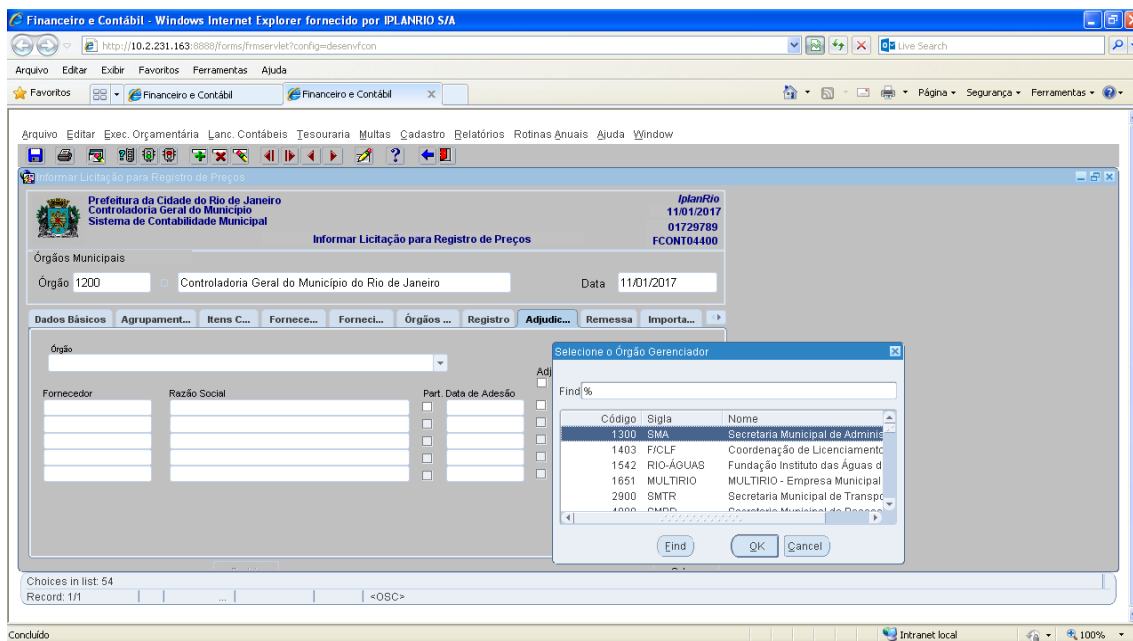 Financeiro e Contábil - Windows Internet Explorer fornecido por IPLANRIO S/A
http://10.2.231.163:8888/forms/frmservlet?config=desenvfcon
Live Search
Arquivo Editar Exibir Favoritos Ferramentas Ajuda
Favoritos Financeiro e Contábil Financeiro e Contábil Página Segurança Ferramentas
Arquivo Editar Exec. Orçamentária Lanc. Contábeis Tesouraria Multas Cadastro Relatórios Rotinas Anuais Ajuda Window
Informar Licitação para Registro de Preços
Prefeitura da Cidade do Rio de Janeiro IplanRio
Controladoria Geral do Município 11/01/2017
Sistema de Contabilidade Municipal 01729789
Informar Licitação para Registro de Preços FCONT04400
Órgãos Municipais
Órgão 1200 Controladoria Geral do Município do Rio de Janeiro Data 11/01/2017
Dados Básicos Agrupament... Itens C... Fornece... Forneci... Órgãos ... Registro Adjudic... Remessa Importa...
Órgão
Adj
Fornecedor Razão Social Part. Data de Adesão
Selecione o Órgão Gerenciador
Find %
Código Sigla Nome
1300 SMA Secretaria Municipal de Adminis
1403 F/CLF Coordenação de Licenciamento
1542 RIO-ÁGUAS Fundação Instituto das Águas d
1651 MULTIRIO MULTIRIO - Empresa Municipal
2900 SMTR Secretaria Municipal de Transpo
Find OK Cancel
Choices in list: 54
Record: 1/1 ... <OSC>
Concluído Intranet local 100%